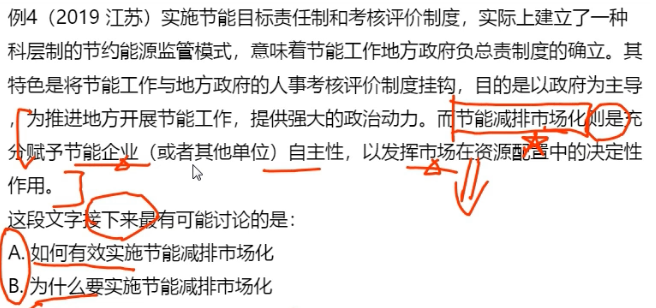 例4（2019 江苏）实施节能目标责任制和考核评价制度，实际上建立了一种
科层制的节约能源监管模式，意味着节能工作地方政府负总责制度的确立。其
特色是将节能工作与地方政府的人事考核评价制度挂钩，目的是以政府为主导
，为推进地方开展节能工作，提供强大的政治动力。而节能减排市场化则是充
分赋予节能企业（或者其他单位）自主性，以发挥市场在资源配置中的决定性
作用。
这段文字接下来最有可能讨论的是：
A. 如何有效实施节能减排市场化
B. 为什么要实施节能减排市场化